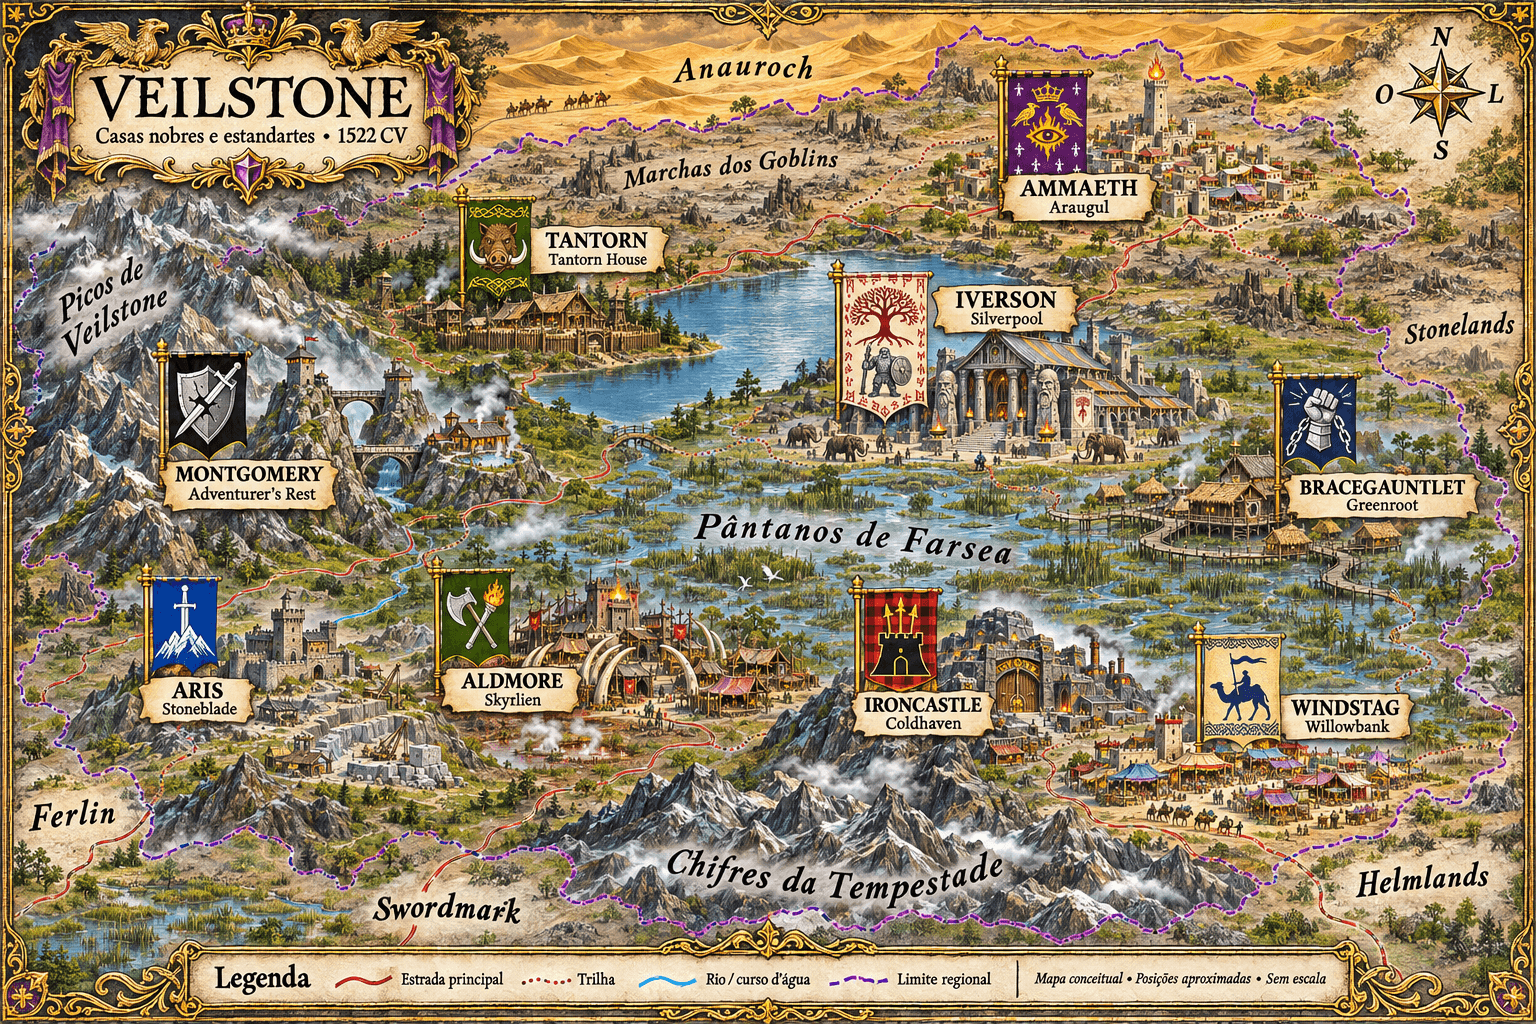 VEILSTONE
Casas nobres e estandartes • 1522 CV
N
O
L
S
Anauroch
Marchas dos Goblins
AMMAETH
Araugul
TANTORN
Tantorn House
Picos de
Veilstone
IVERSON
Silverpool
Stonelands
MONTGOMERY
Adventurer's Rest
BRACEGAUNTLET
Greenroot
Pântanos de Farsea
ARIS
Stoneblade
ALDMORE
Skyrlien
IRONCASTLE
Coldhaven
WINDSTAG
Willowbank
Ferlin
Chifres da Tempestade
Swordmark
Helmlands
Legenda
Estrada principal
Trilha
Rio / curso d'água
Limite regional
Mapa conceitual • Posições aproximadas • Sem escala